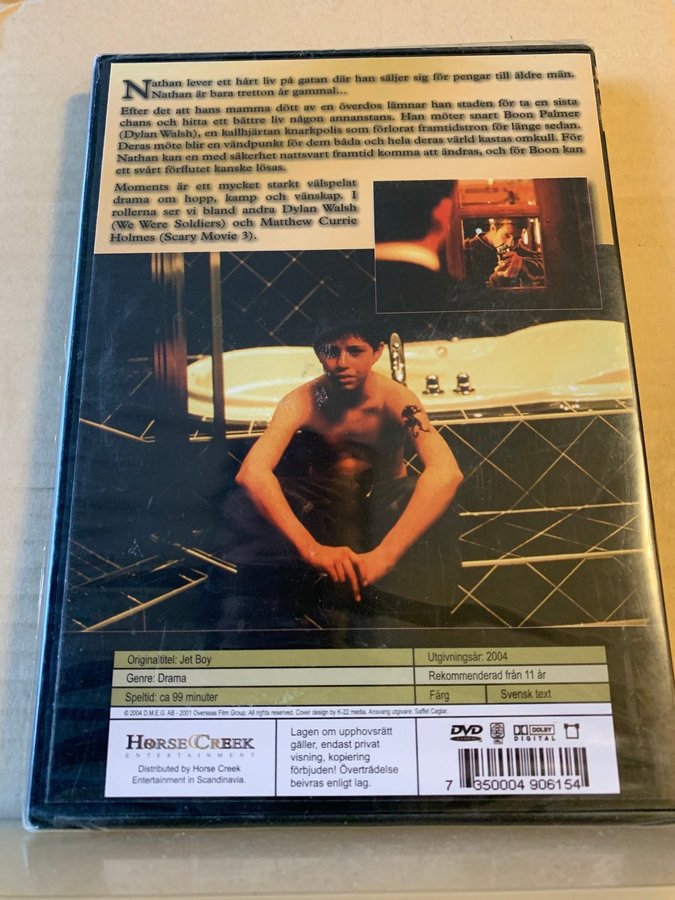 Nathan lever ett hårt liv på gatan där han säljer sig för pengar till äldre män.
Nathan är bara tretton år gammal...
Efter det att hans mamma dött av en överdos lämnar han staden för ta en sista
chans och hitta ett bättre liv någon annanstans. Han möter snart Boon Palmer
(Dylan Walsh), en kallhjärtan knarkpolis som förlorat framtidstron för länge sedan.
Deras möte blir en vändpunkt för dem båda och hela deras värld kastas omkull. För
Nathan kan en med säkerhet nattsvart framtid komma att ändras, och för Boon kan
ett svårt förflutet kanske lösas.
Moments är ett mycket starkt välspelat
drama om hopp, kamp och vänskap. I
rollerna ser vi bland andra Dylan Walsh
(We Were Soldiers) och Matthew Currie
Holmes (Scary Movie 3).
Originaltitel: Jet Boy
Utgivningsår: 2004
Genre: Drama
Rekommenderad från 11 år
Speltid: ca 99 minuter
Färg
Svensk text
© 2004 D.M.E.G. - 2001 Overseas Film Group. All rights reserved. Cover design by K-22 media. Ansvarig utgivare: Saffet Caglar.
HORSE CREEK
ENTERTAINMENT
Distributed by Horse Creek
Entertainment in Scandinavia.
Lagen om upphovsrätt
gäller, endast privat
visning, kopiering
förbjuden! Överträdelse
beivras enligt lag.
DVD
DOLBY
DIGITAL
7 350004 906154